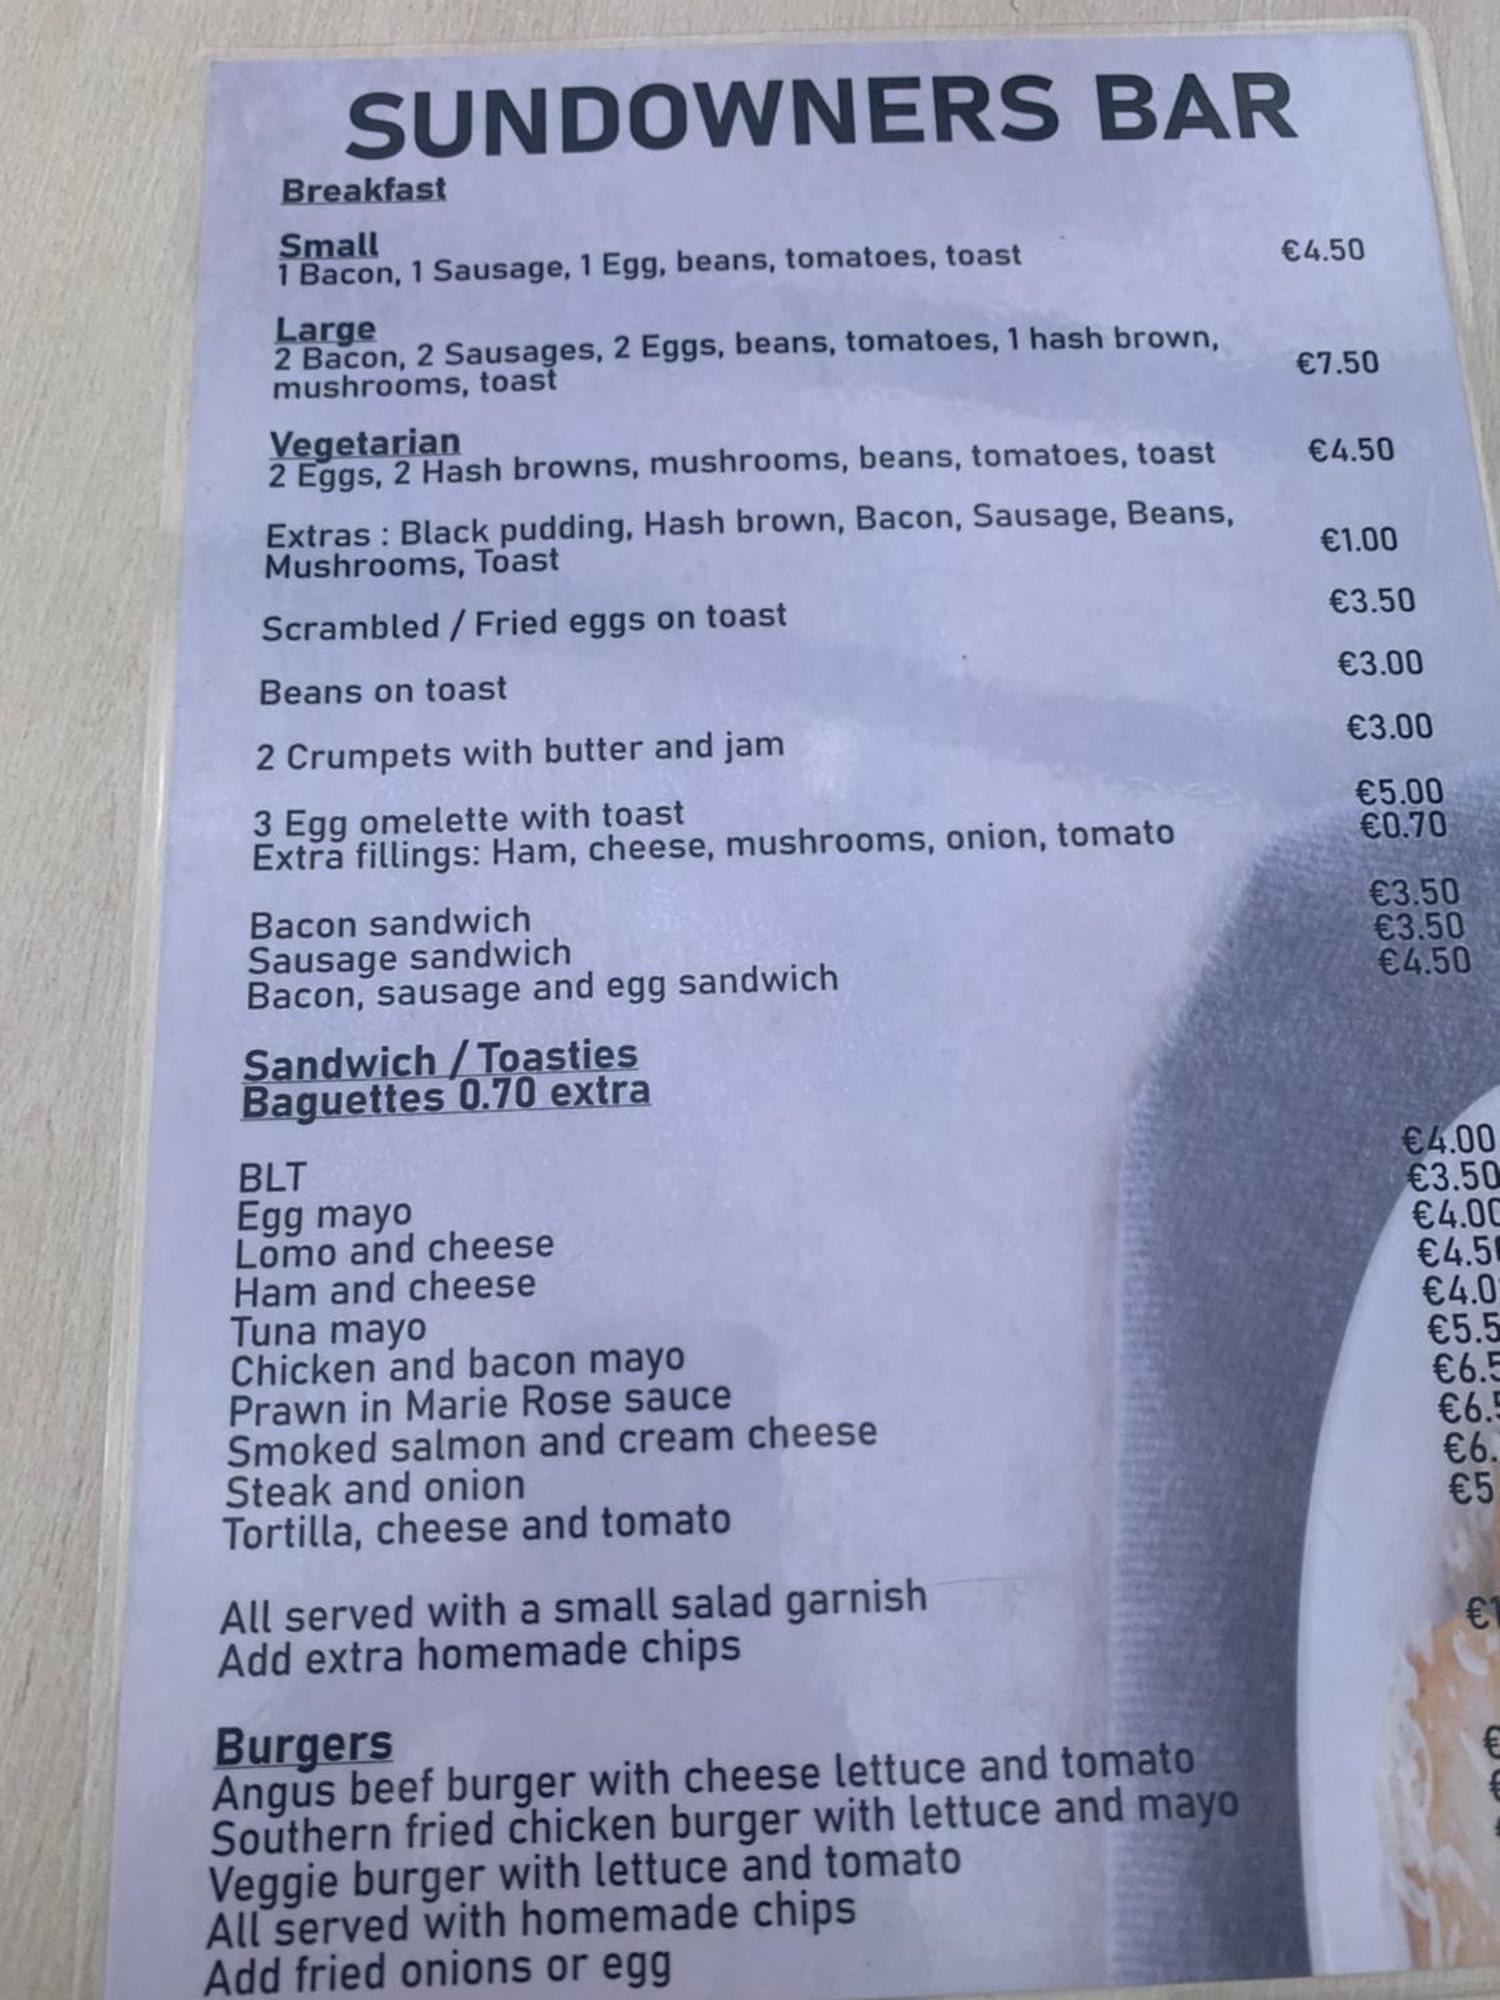 SUNDOWNERS BAR
Breakfast
Small
1 Bacon, 1 Sausage, 1 Egg, beans, tomatoes, toast €4.50
Large
2 Bacon, 2 Sausages, 2 Eggs, beans, tomatoes, 1 hash brown,
mushrooms, toast €7.50
Vegetarian
2 Eggs, 2 Hash browns, mushrooms, beans, tomatoes, toast €4.50
Extras : Black pudding, Hash brown, Bacon, Sausage, Beans,
Mushrooms, Toast €1.00
Scrambled / Fried eggs on toast €3.50
Beans on toast €3.00
2 Crumpets with butter and jam €3.00
3 Egg omelette with toast €5.00
Extra fillings: Ham, cheese, mushrooms, onion, tomato €0.70
Bacon sandwich €3.50
Sausage sandwich €3.50
Bacon, sausage and egg sandwich €4.50
Sandwich / Toasties
Baguettes 0.70 extra
BLT €4.00
Egg mayo €3.50
Lomo and cheese €4.00
Ham and cheese
Tuna mayo
Chicken and bacon mayo
Prawn in Marie Rose sauce
Smoked salmon and cream cheese
Steak and onion
Tortilla, cheese and tomato
All served with a small salad garnish
Add extra homemade chips
Burgers
Angus beef burger with cheese lettuce and tomato
Southern fried chicken burger with lettuce and mayo
Veggie burger with lettuce and tomato
All served with homemade chips
Add fried onions or egg